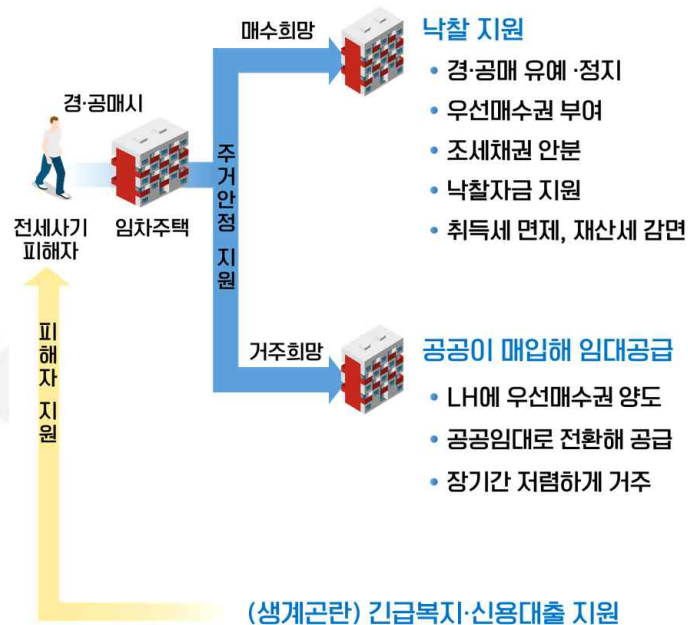 매수희망
낙찰 지원
• 경·공매 유예 ·정지
• 우선매수권 부여
• 조세채권 안분
• 낙찰자금 지원
• 취득세 면제, 재산세 감면
경·공매시
전세사기
피해자
임차주택
주거안정 지원
거주희망
공공이 매입해 임대공급
• LH에 우선매수권 양도
• 공공임대로 전환해 공급
• 장기간 저렴하게 거주
피해자 지원
(생계곤란) 긴급복지·신용대출 지원